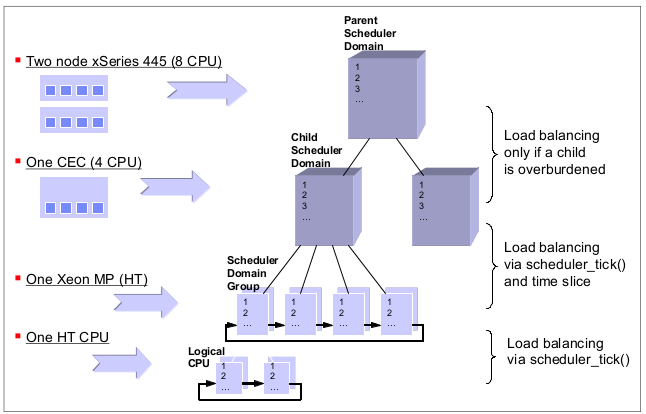 Parent
Scheduler
Domain
Two node xSeries 445 (8 CPU)
1
2
3
...
Load balancing
only if a child
is overburdened
Child
Scheduler
Domain
One CEC (4 CPU)
1
2
3
...
1
2
3
...
Load balancing
via scheduler_tick()
and time slice
Scheduler
Domain
Group
One Xeon MP (HT)
1
2
...
1
2
...
1
2
...
1
2
...
One HT CPU
Load balancing
via scheduler_tick()
Logical
CPU
1
2
...
1
2
...